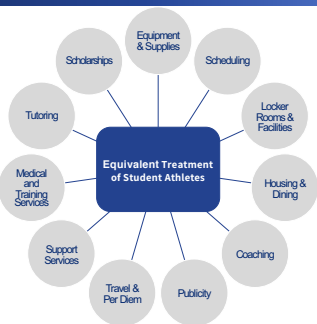 Equipment
& Supplies
Scheduling
Locker
Rooms &
Facilities
Housing &
Dining
Coaching
Publicity
Travel &
Per Diem
Support
Services
Medical
and
Training
Services
Tutoring
Scholarships
Equivalent Treatment
of Student Athletes